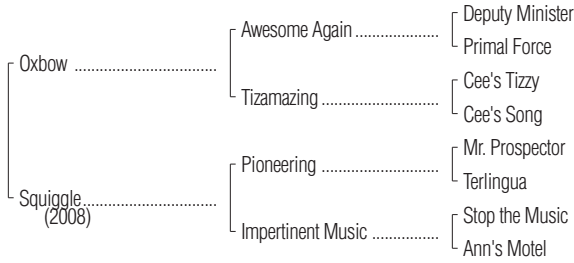 Deputy Minister
Awesome Again ..................
Primal Force
Oxbow ...............................
Cee's Tizzy
Tizamazing .........................
Cee's Song
Mr. Prospector
Pioneering .........................
Terlingua
Squiggle.............................
(2008)
Stop the Music
Impertinent Music ..............
Ann's Motel